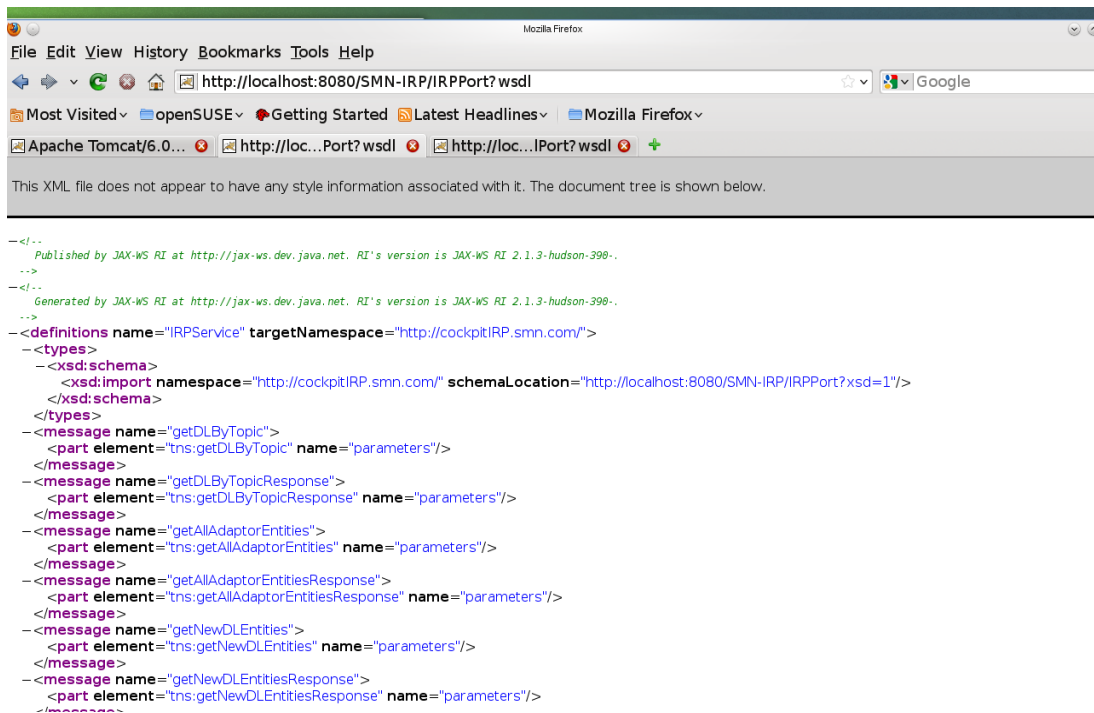 Mozilla Firefox
File Edit View History Bookmarks Tools Help
http://localhost:8080/SMN-IRP/IRPPort?wsdl Google
Most Visited openSUSE Getting Started Latest Headlines Mozilla Firefox
Apache Tomcat/6.0... http://loc...Port?wsdl http://loc...lPort?wsdl
This XML file does not appear to have any style information associated with it. The document tree is shown below.
−<!--
Published by JAX-WS RI at http://jax-ws.dev.java.net. RI's version is JAX-WS RI 2.1.3-hudson-390-.
-->
−<!--
Generated by JAX-WS RI at http://jax-ws.dev.java.net. RI's version is JAX-WS RI 2.1.3-hudson-390-.
-->
−<definitions name="IRPService" targetNamespace="http://cockpitIRP.smn.com/">
−<types>
−<xsd:schema>
<xsd:import namespace="http://cockpitIRP.smn.com/" schemaLocation="http://localhost:8080/SMN-IRP/IRPPort?xsd=1"/>
</xsd:schema>
</types>
−<message name="getDLByTopic">
<part element="tns:getDLByTopic" name="parameters"/>
</message>
−<message name="getDLByTopicResponse">
<part element="tns:getDLByTopicResponse" name="parameters"/>
</message>
−<message name="getAllAdaptorEntities">
<part element="tns:getAllAdaptorEntities" name="parameters"/>
</message>
−<message name="getAllAdaptorEntitiesResponse">
<part element="tns:getAllAdaptorEntitiesResponse" name="parameters"/>
</message>
−<message name="getNewDLEntities">
<part element="tns:getNewDLEntities" name="parameters"/>
</message>
−<message name="getNewDLEntitiesResponse">
<part element="tns:getNewDLEntitiesResponse" name="parameters"/>
</message>